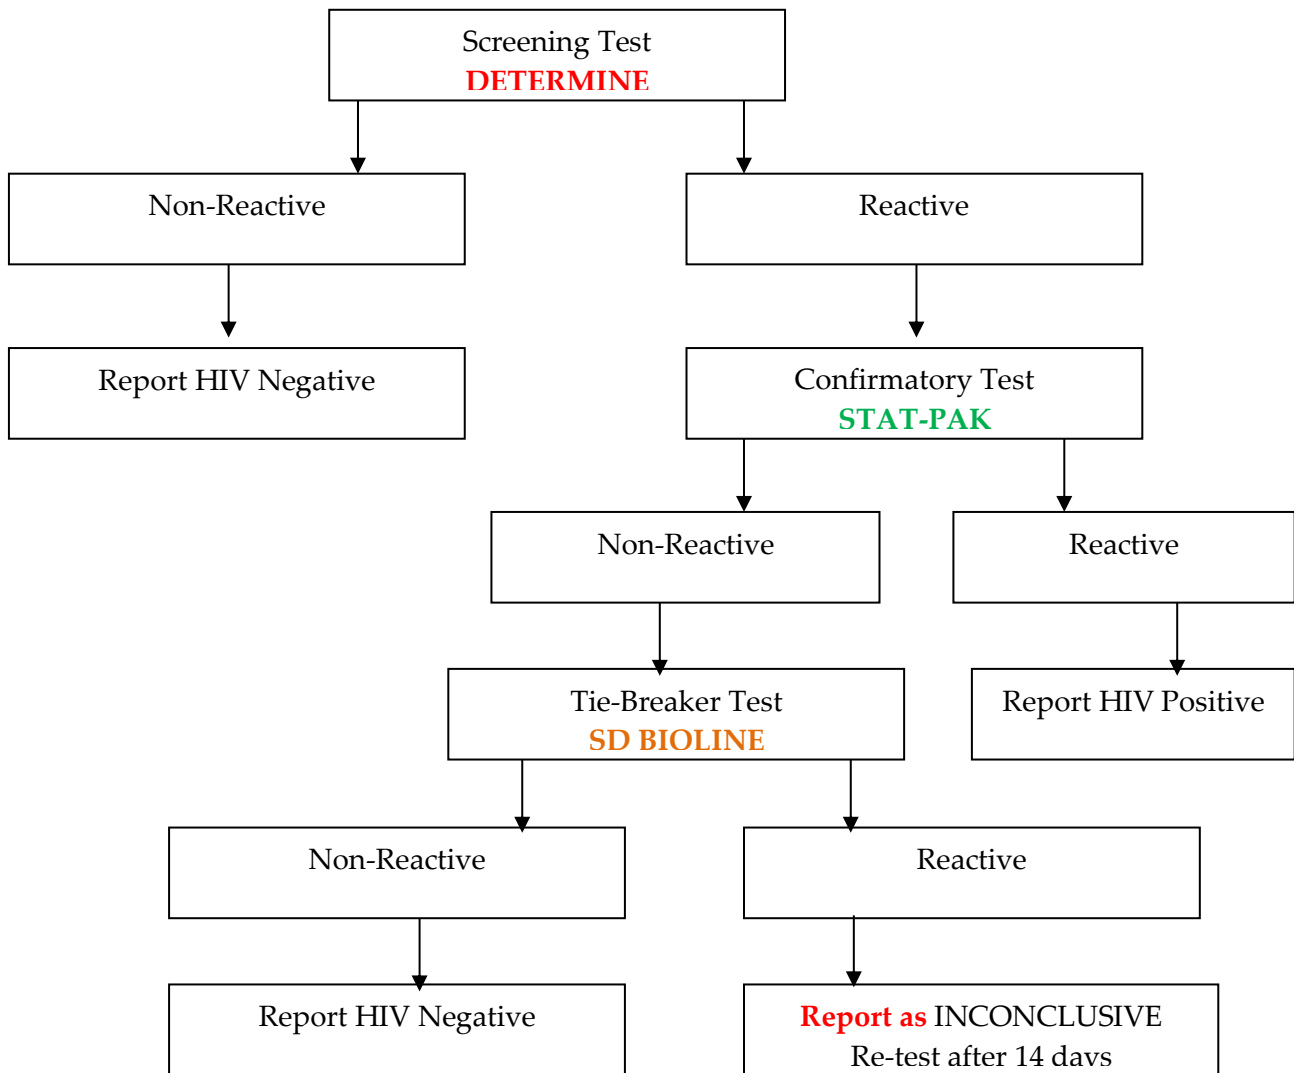 Screening Test
DETERMINE
Non-Reactive
Reactive
Report HIV Negative
Confirmatory Test
STAT-PAK
Non-Reactive
Reactive
Tie-Breaker Test
SD BIOLINE
Report HIV Positive
Non-Reactive
Reactive
Report HIV Negative
Report as INCONCLUSIVE
Re-test after 14 days